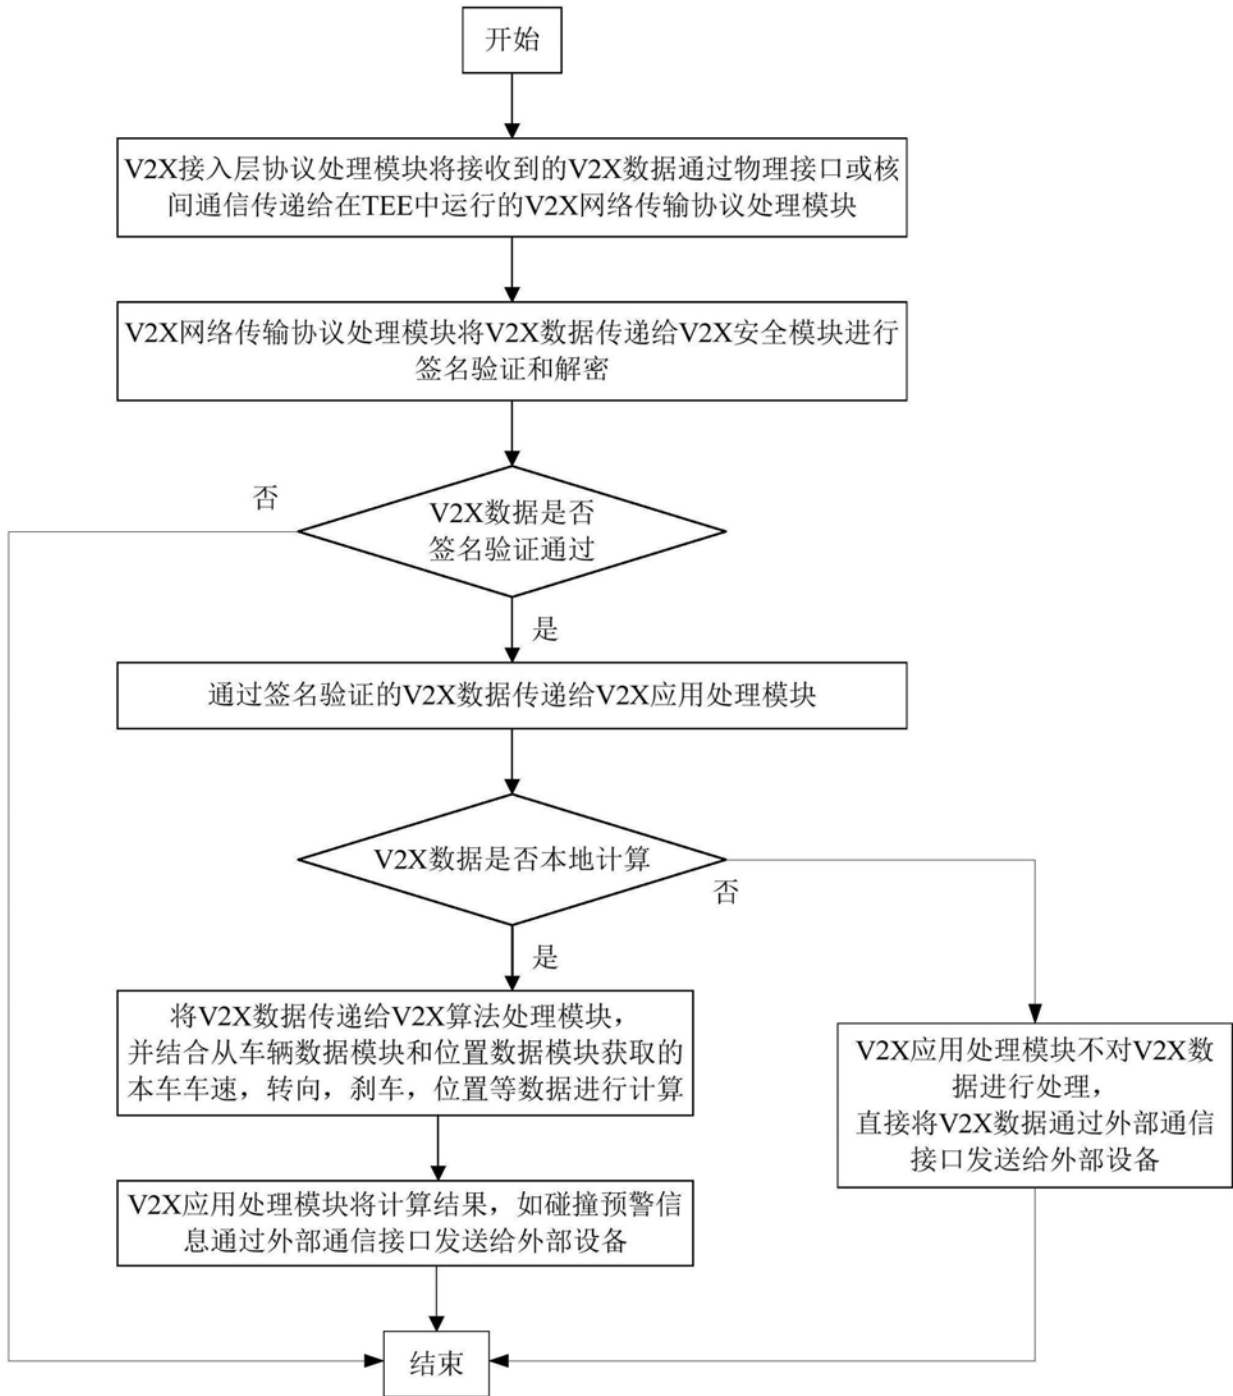 开始
V2X接入层协议处理模块将接收到的V2X数据通过物理接口或核
间通信传递给在TEE中运行的V2X网络传输协议处理模块
V2X网络传输协议处理模块将V2X数据传递给V2X安全模块进行
签名验证和解密
否
V2X数据是否
签名验证通过
是
通过签名验证的V2X数据传递给V2X应用处理模块
V2X数据是否本地计算
否
是
将V2X数据传递给V2X算法处理模块，
并结合从车辆数据模块和位置数据模块获取的
本车车速，转向，刹车，位置等数据进行计算
V2X应用处理模块不对V2X数
据进行处理，
直接将V2X数据通过外部通信
接口发送给外部设备
V2X应用处理模块将计算结果，如碰撞预警信
息通过外部通信接口发送给外部设备
结束